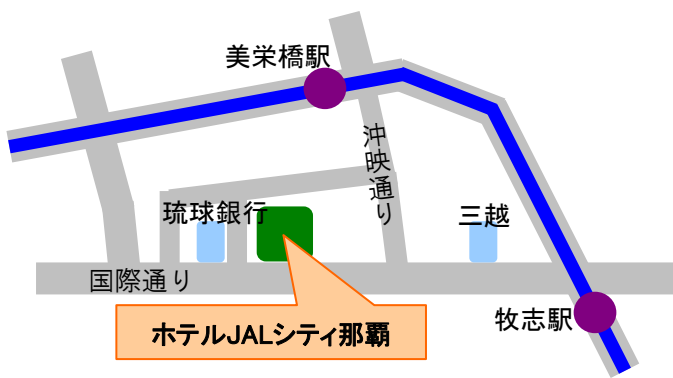 美栄橋駅
沖映通り
琉球銀行
三越
国際通り
牧志駅
ホテルJALシティ那覇